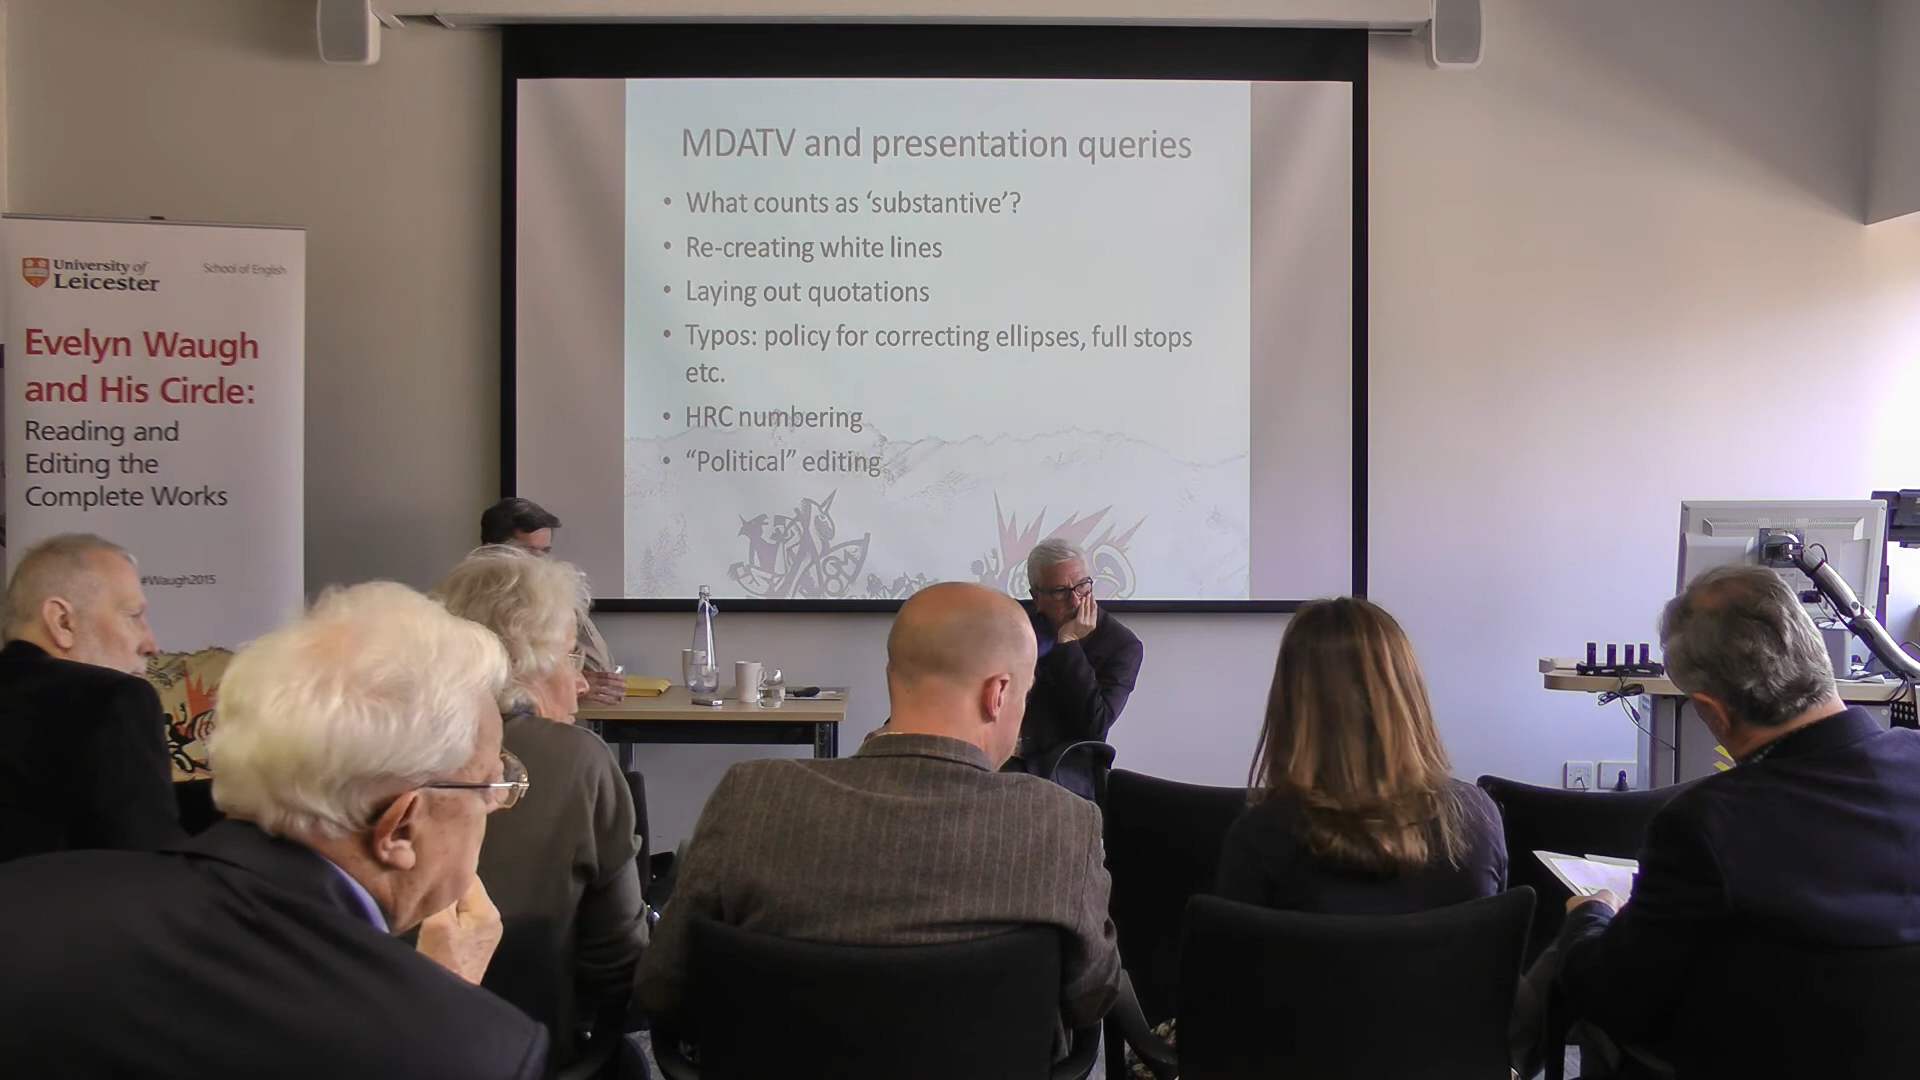 MDATV and presentation queries
• What counts as ‘substantive’?
• Re-creating white lines
• Laying out quotations
• Typos: policy for correcting ellipses, full stops
etc.
• HRC numbering
• “Political” editing
University of
Leicester
School of English
Evelyn Waugh
and His Circle:
Reading and
Editing the
Complete Works
#Waugh2015